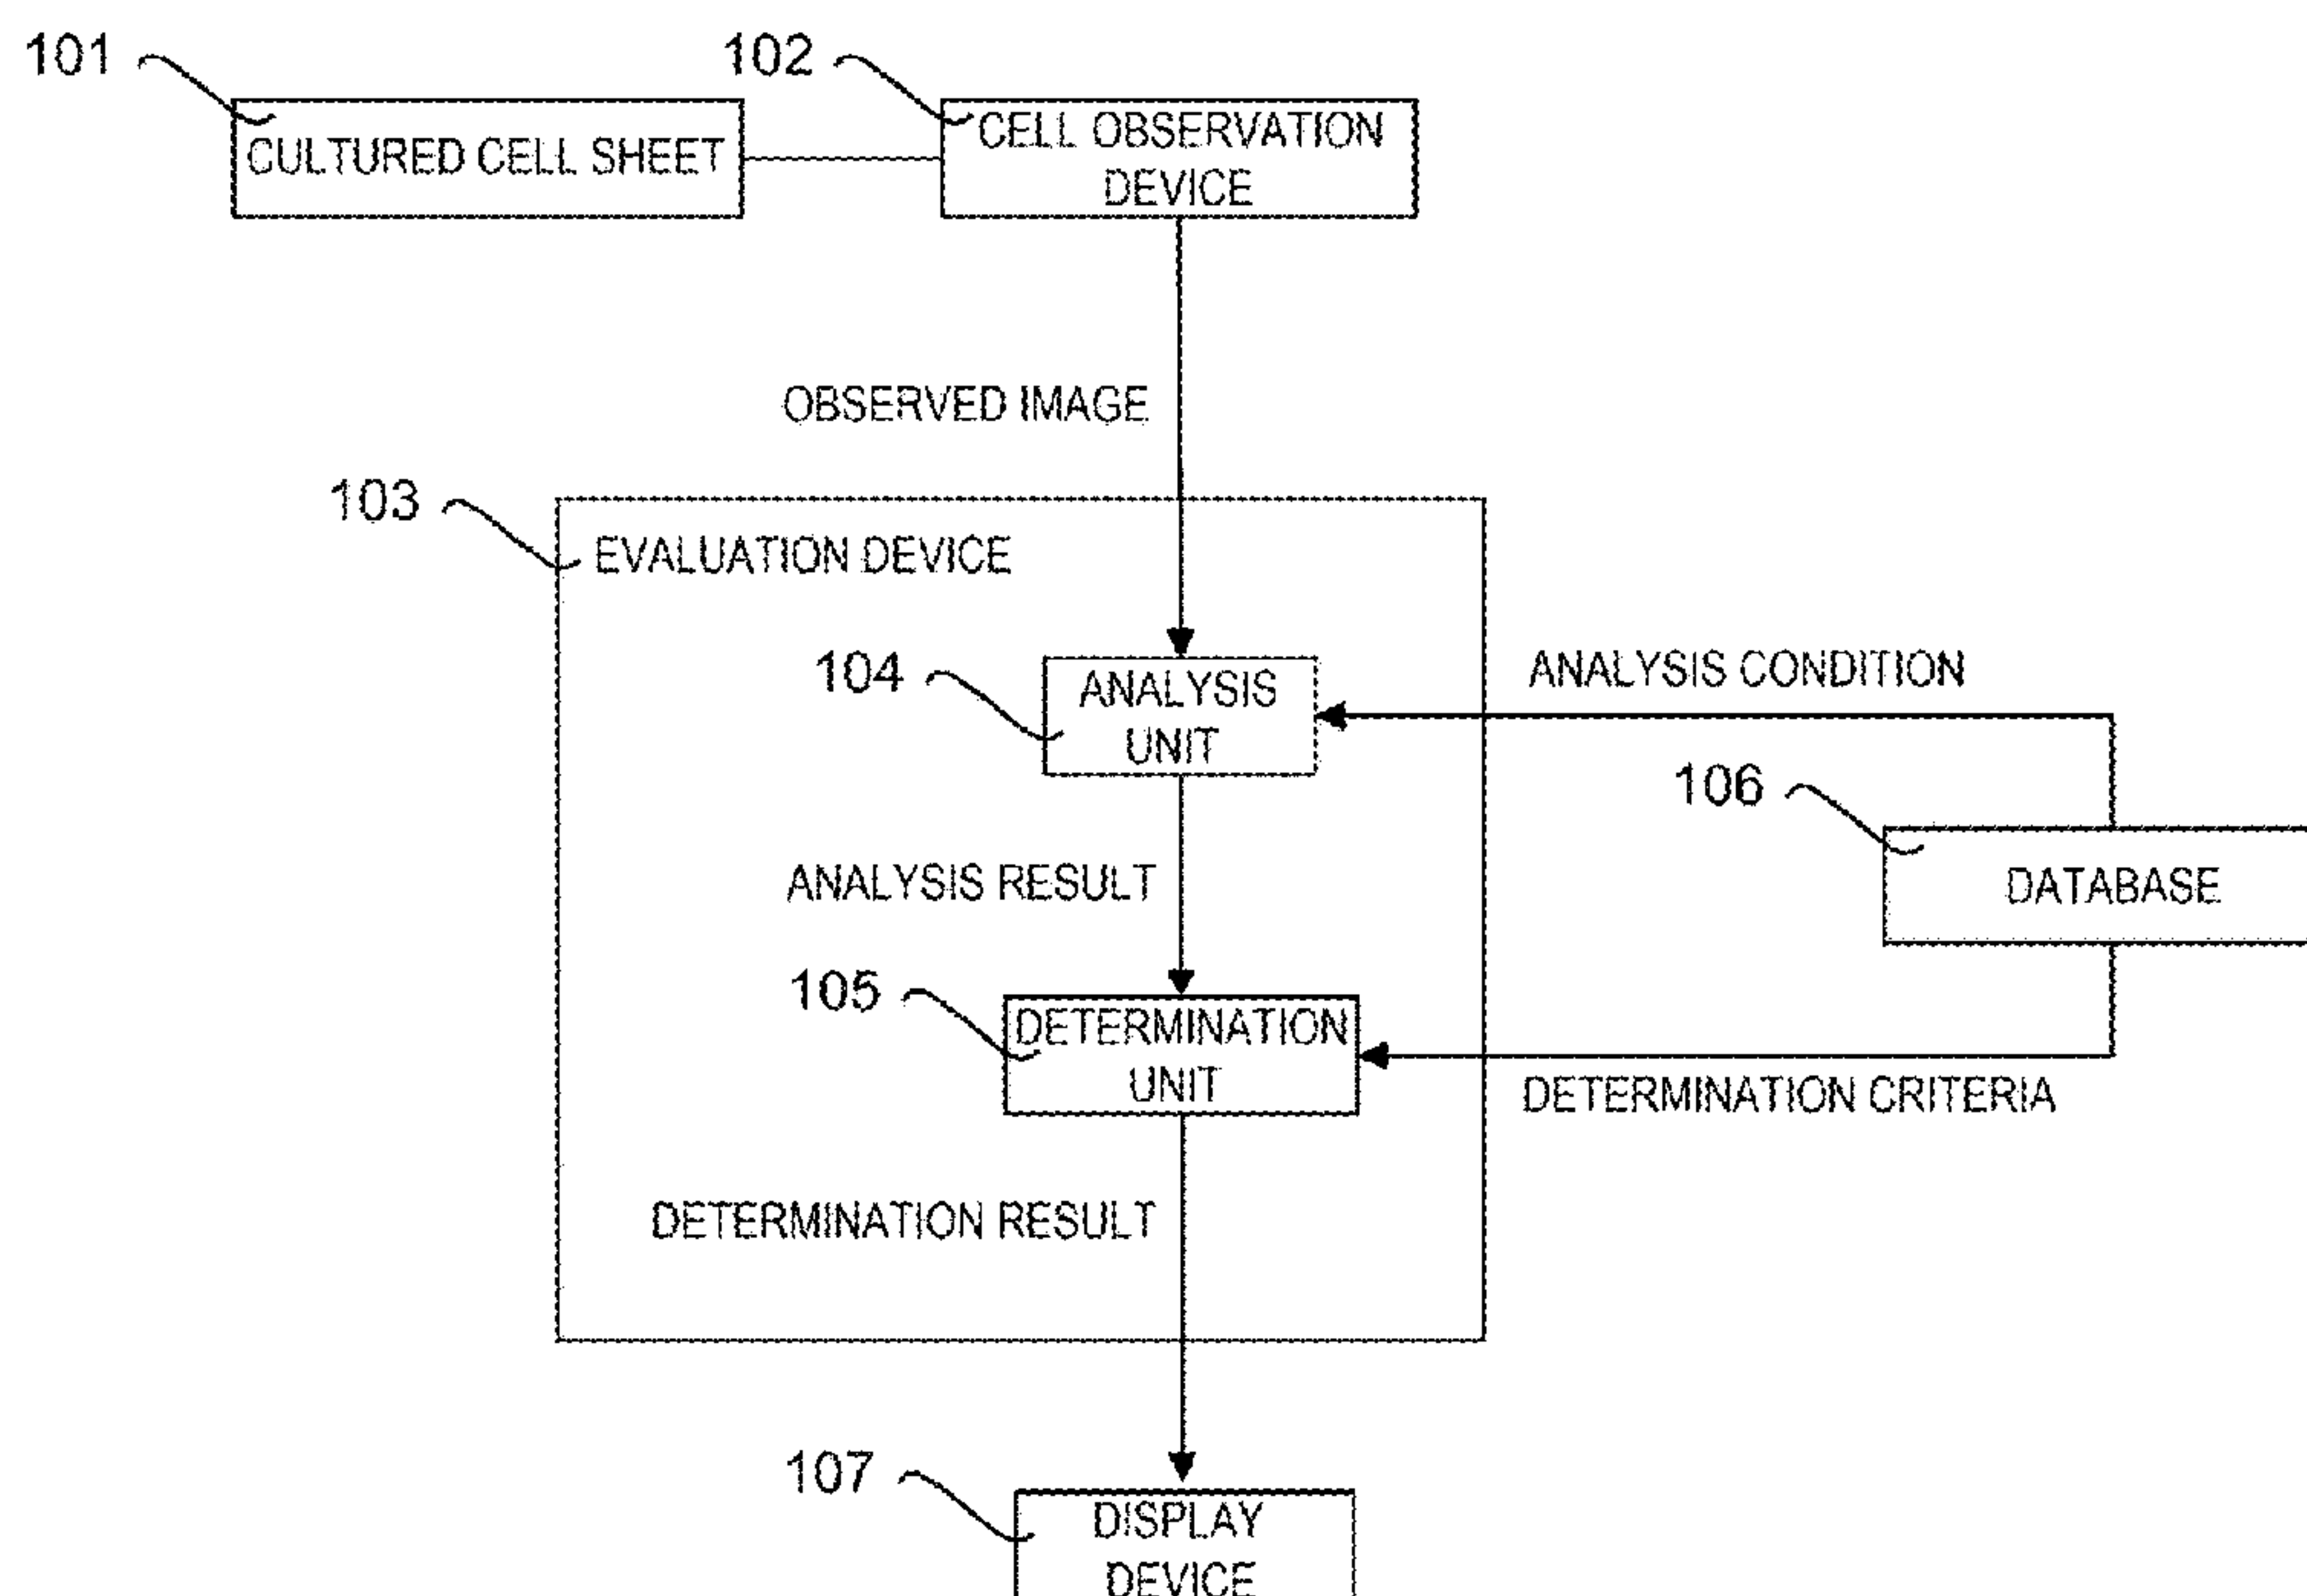 101
102
CULTURED CELL SHEET
CELL OBSERVATION
DEVICE
OBSERVED IMAGE
103
EVALUATION DEVICE
104
ANALYSIS
UNIT
ANALYSIS CONDITION
106
DATABASE
ANALYSIS RESULT
105
DETERMINATION
UNIT
DETERMINATION CRITERIA
DETERMINATION RESULT
107
DISPLAY
DEVICE